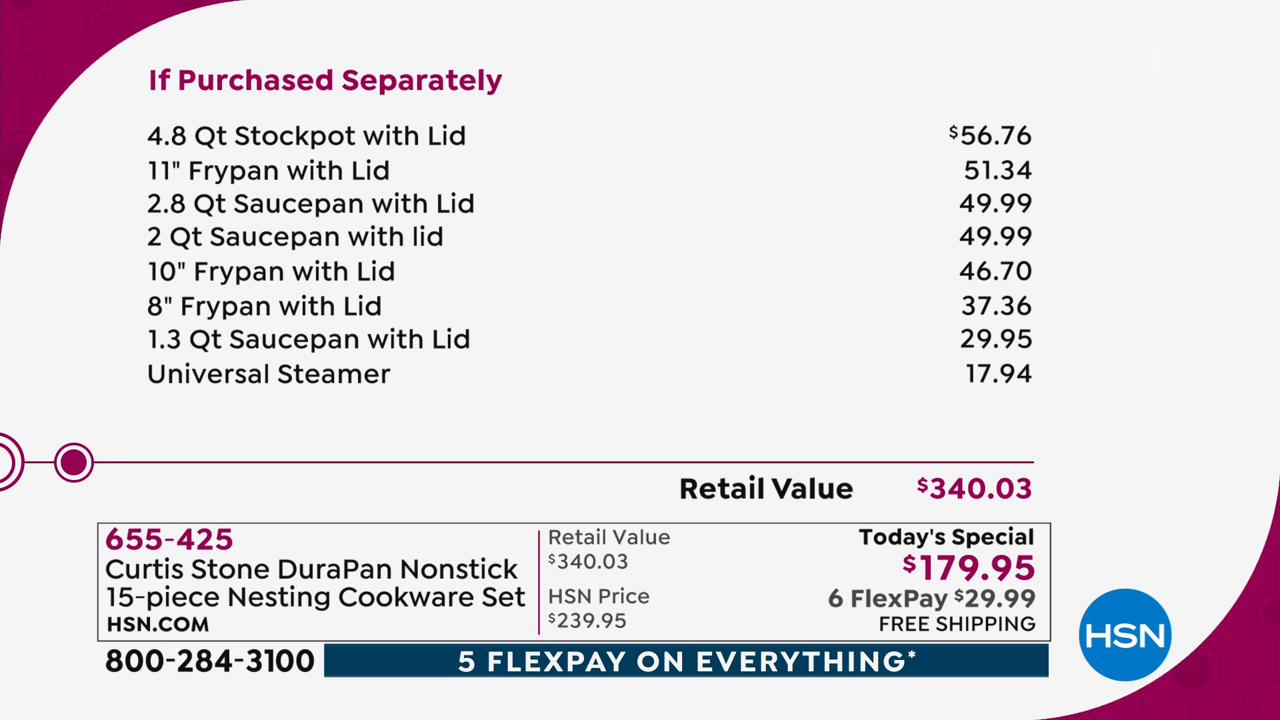 LIVE
If Purchased Separately
4.8 Qt Stockpot with Lid $56.76
11" Frypan with Lid 51.34
2.8 Qt Saucepan with Lid 49.99
2 Qt Saucepan with lid 49.99
10" Frypan with Lid 46.70
8" Frypan with Lid 37.36
1.3 Qt Saucepan with Lid 29.95
Universal Steamer 17.94
Retail Value $340.03
655-425
Curtis Stone DuraPan Nonstick
15-piece Nesting Cookware Set
HSN.COM
Retail Value
$340.03
HSN Price
$239.95
Today's Special
$179.95
6 FlexPay $29.99
FREE SHIPPING
HSN
800-284-3100
5 FLEXPAY ON EVERYTHING*